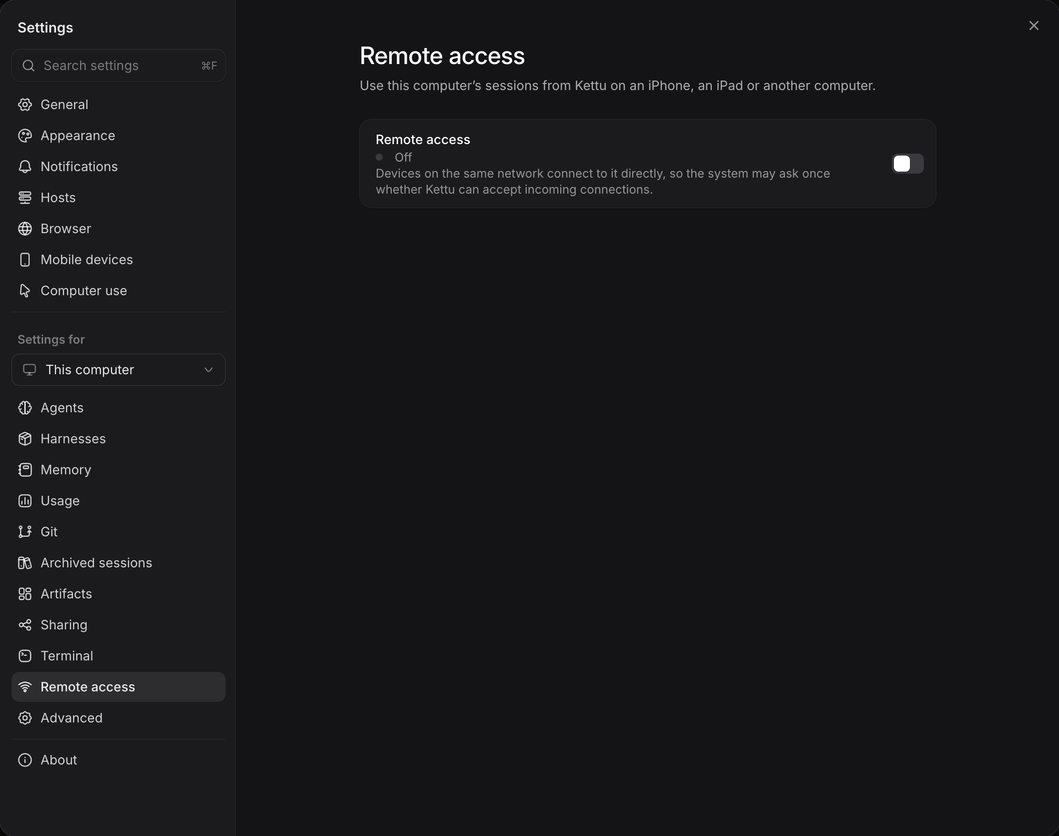 Settings
Search settings ⌘F
General
Appearance
Notifications
Hosts
Browser
Mobile devices
Computer use
Settings for
This computer
Agents
Harnesses
Memory
Usage
Git
Archived sessions
Artifacts
Sharing
Terminal
Remote access
Advanced
About
Remote access
Use this computer’s sessions from Kettu on an iPhone, an iPad or another computer.
Remote access
Off
Devices on the same network connect to it directly, so the system may ask once
whether Kettu can accept incoming connections.